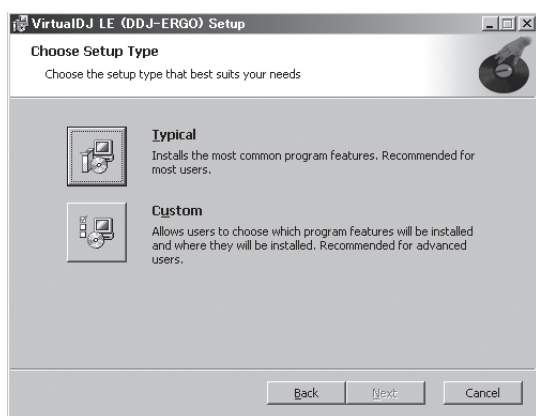 VirtualDJ LE (DDJ-ERGO) Setup
Choose Setup Type
Choose the setup type that best suits your needs
Typical
Installs the most common program features. Recommended for
most users.
Custom
Allows users to choose which program features will be installed
and where they will be installed. Recommended for advanced
users.
Back
Next
Cancel